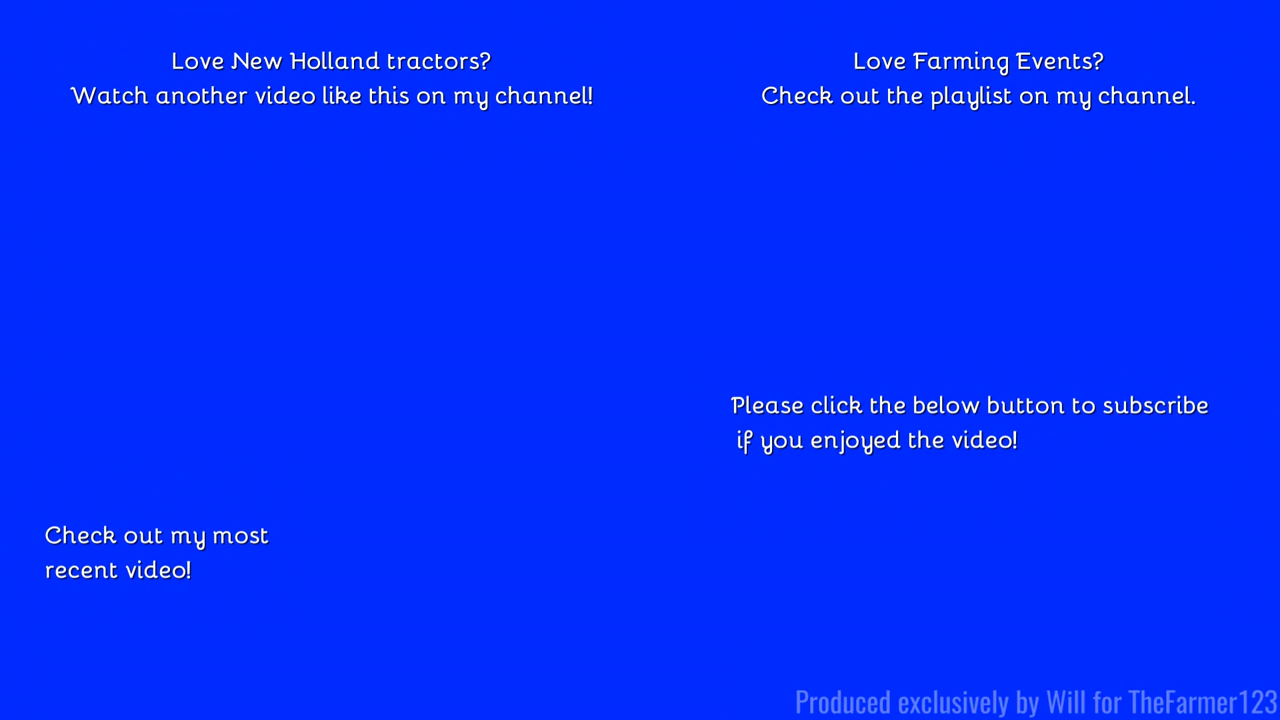 Love New Holland tractors?
Watch another video like this on my channel!
Love Farming Events?
Check out the playlist on my channel.
Please click the below button to subscribe
if you enjoyed the video!
Check out my most
recent video!
Produced exclusively by Will for TheFarmer123